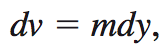 dv = mdy,